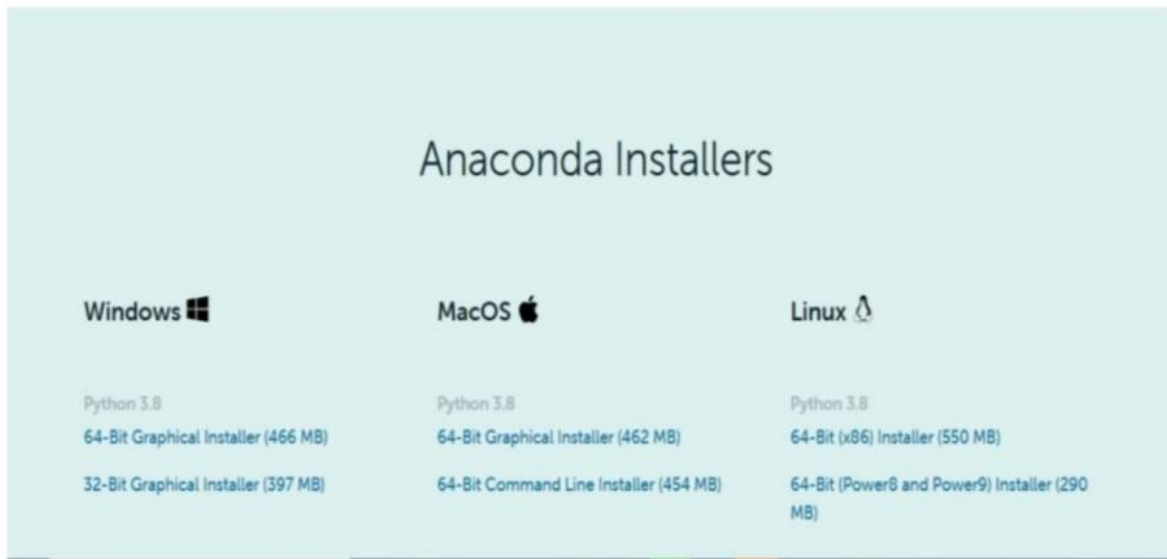 Anaconda Installers
Windows
MacOS
Linux
Python 3.8
64-Bit Graphical Installer (466 MB)
32-Bit Graphical Installer (397 MB)
Python 3.8
64-Bit Graphical Installer (462 MB)
64-Bit Command Line Installer (454 MB)
Python 3.8
64-Bit (x86) Installer (550 MB)
64-Bit (Power8 and Power9) Installer (290
MB)